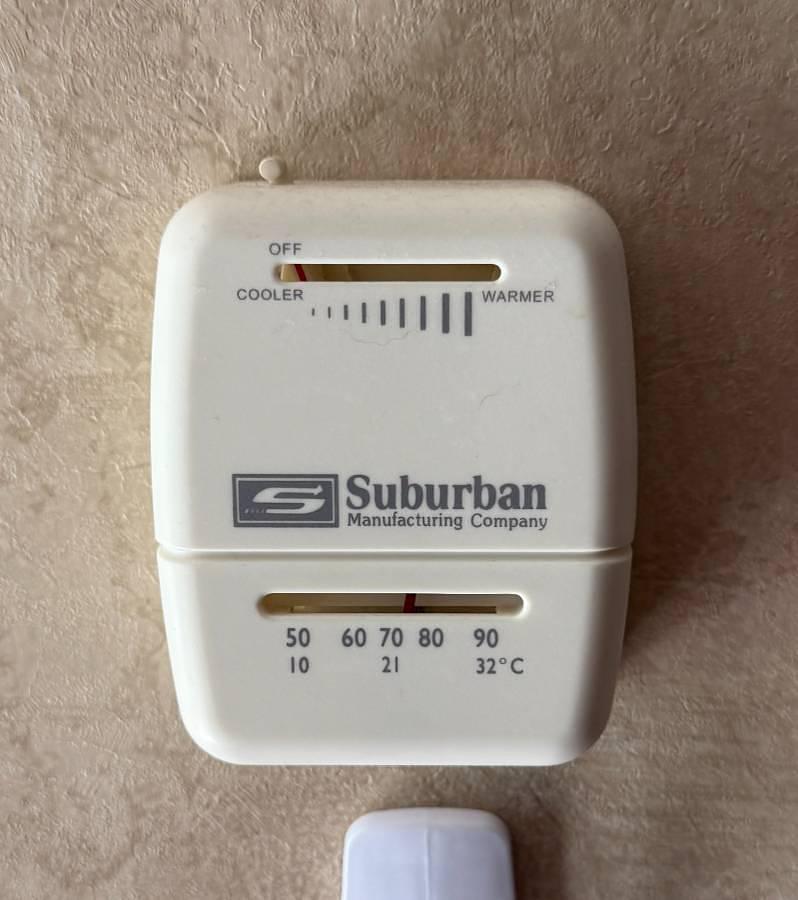 OFF
COOLER WARMER
Suburban
Manufacturing Company
50 60 70 80 90
10 21 32°C